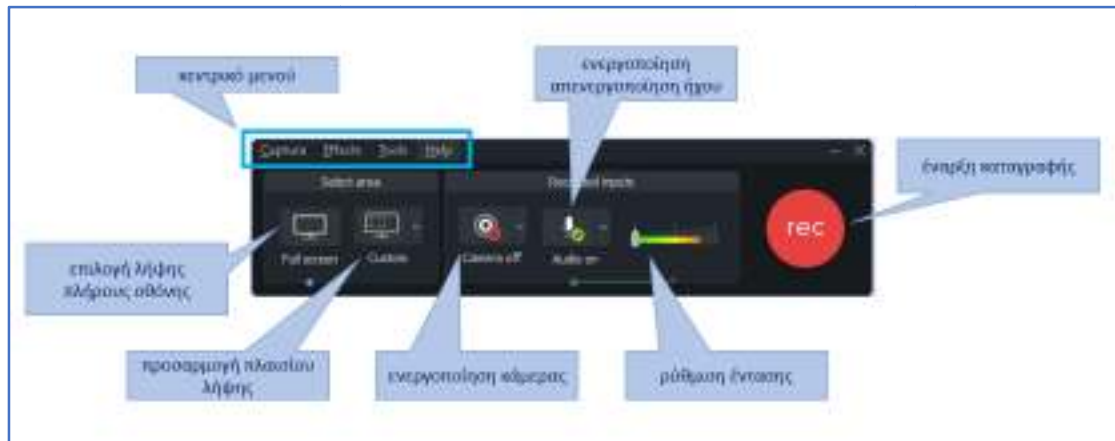 κεντρικό μενού
ενεργοποίηση
απενεργοποίηση ήχου
Capture Effects Tools Help
έναρξη καταγραφής
Select area
Recorded inputs
rec
Full screen
Custom
Camera off
Audio on
επιλογή λήψης
πλήρους οθόνης
προσαρμογή πλαισίου
λήψης
ενεργοποίηση κάμερας
ρύθμιση έντασης